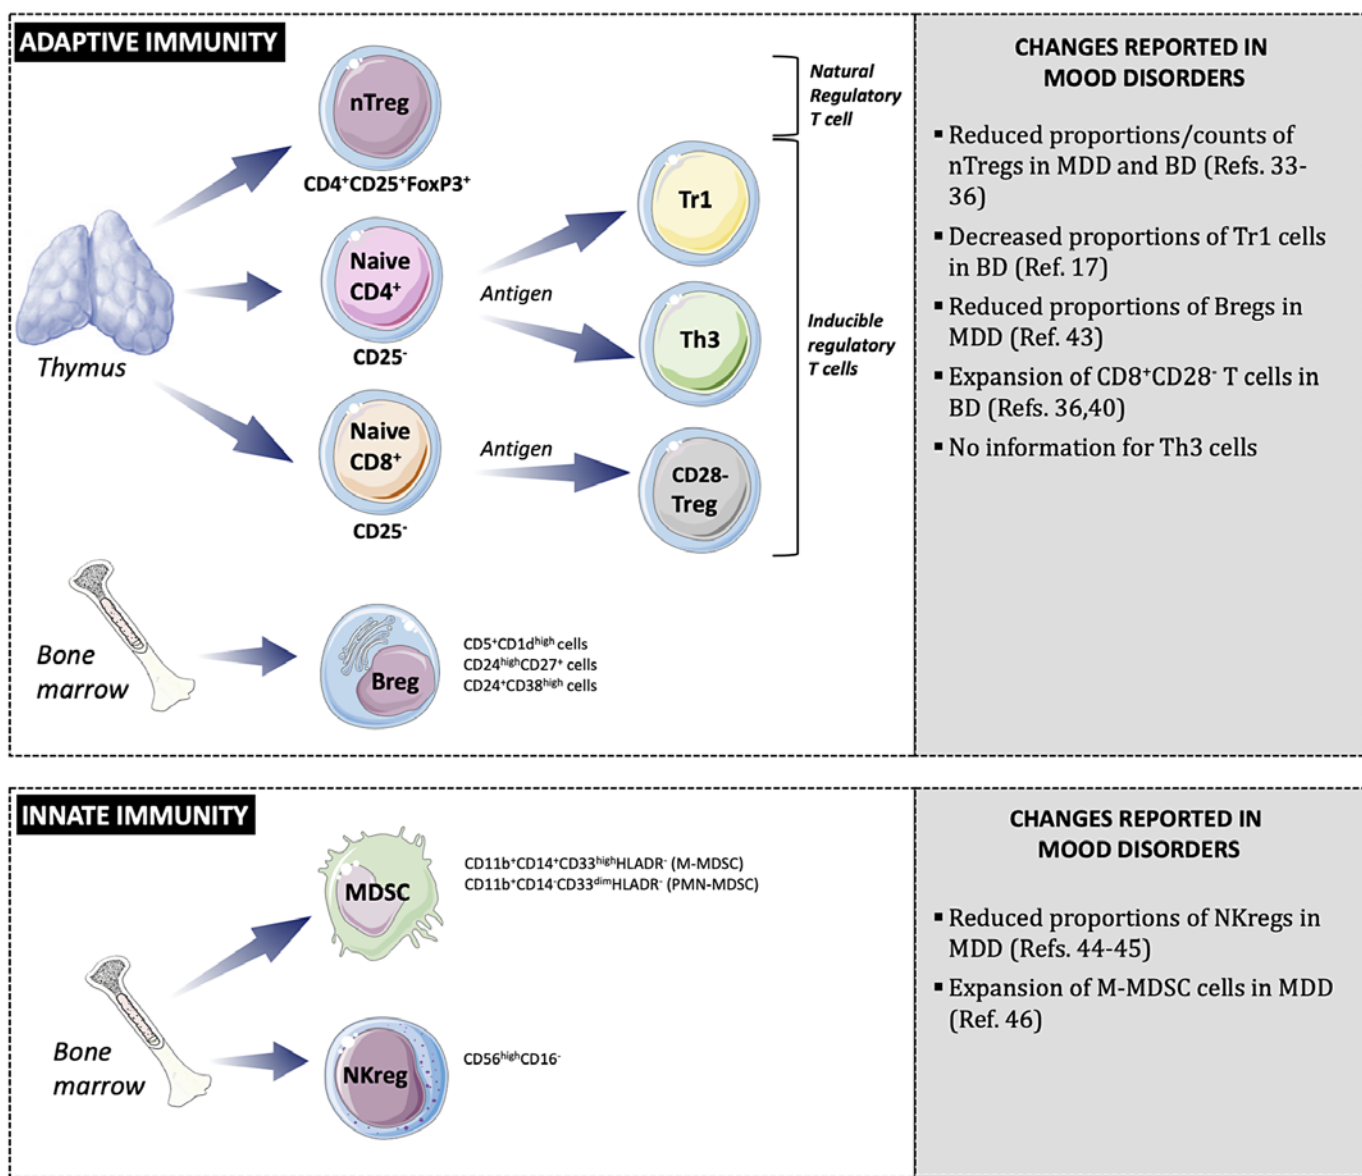 ADAPTIVE IMMUNITY
nTreg
CD4⁺CD25⁺FoxP3⁺
Natural
Regulatory
T cell
Thymus
Naive
CD4⁺
CD25⁻
Antigen
Tr1
Th3
Inducible
regulatory
T cells
Naive
CD8⁺
CD25⁻
Antigen
CD28-
Treg
Bone
marrow
Breg
CD5⁺CD1dʰⁱᵍʰ cells
CD24ʰⁱᵍʰCD27⁺ cells
CD24⁺CD38ʰⁱᵍʰ cells
CHANGES REPORTED IN
MOOD DISORDERS
▪ Reduced proportions/counts of
nTregs in MDD and BD (Refs. 33-
36)
▪ Decreased proportions of Tr1 cells
in BD (Ref. 17)
▪ Reduced proportions of Bregs in
MDD (Ref. 43)
▪ Expansion of CD8⁺CD28⁻ T cells in
BD (Refs. 36,40)
▪ No information for Th3 cells
INNATE IMMUNITY
MDSC
CD11b⁺CD14⁺CD33ʰⁱᵍʰHLADR⁻ (M-MDSC)
CD11b⁺CD14⁻CD33ᵈⁱᵐHLADR⁻ (PMN-MDSC)
Bone
marrow
NKreg
CD56ʰⁱᵍʰCD16⁻
CHANGES REPORTED IN
MOOD DISORDERS
▪ Reduced proportions of NKregs in
MDD (Refs. 44-45)
▪ Expansion of M-MDSC cells in MDD
(Ref. 46)